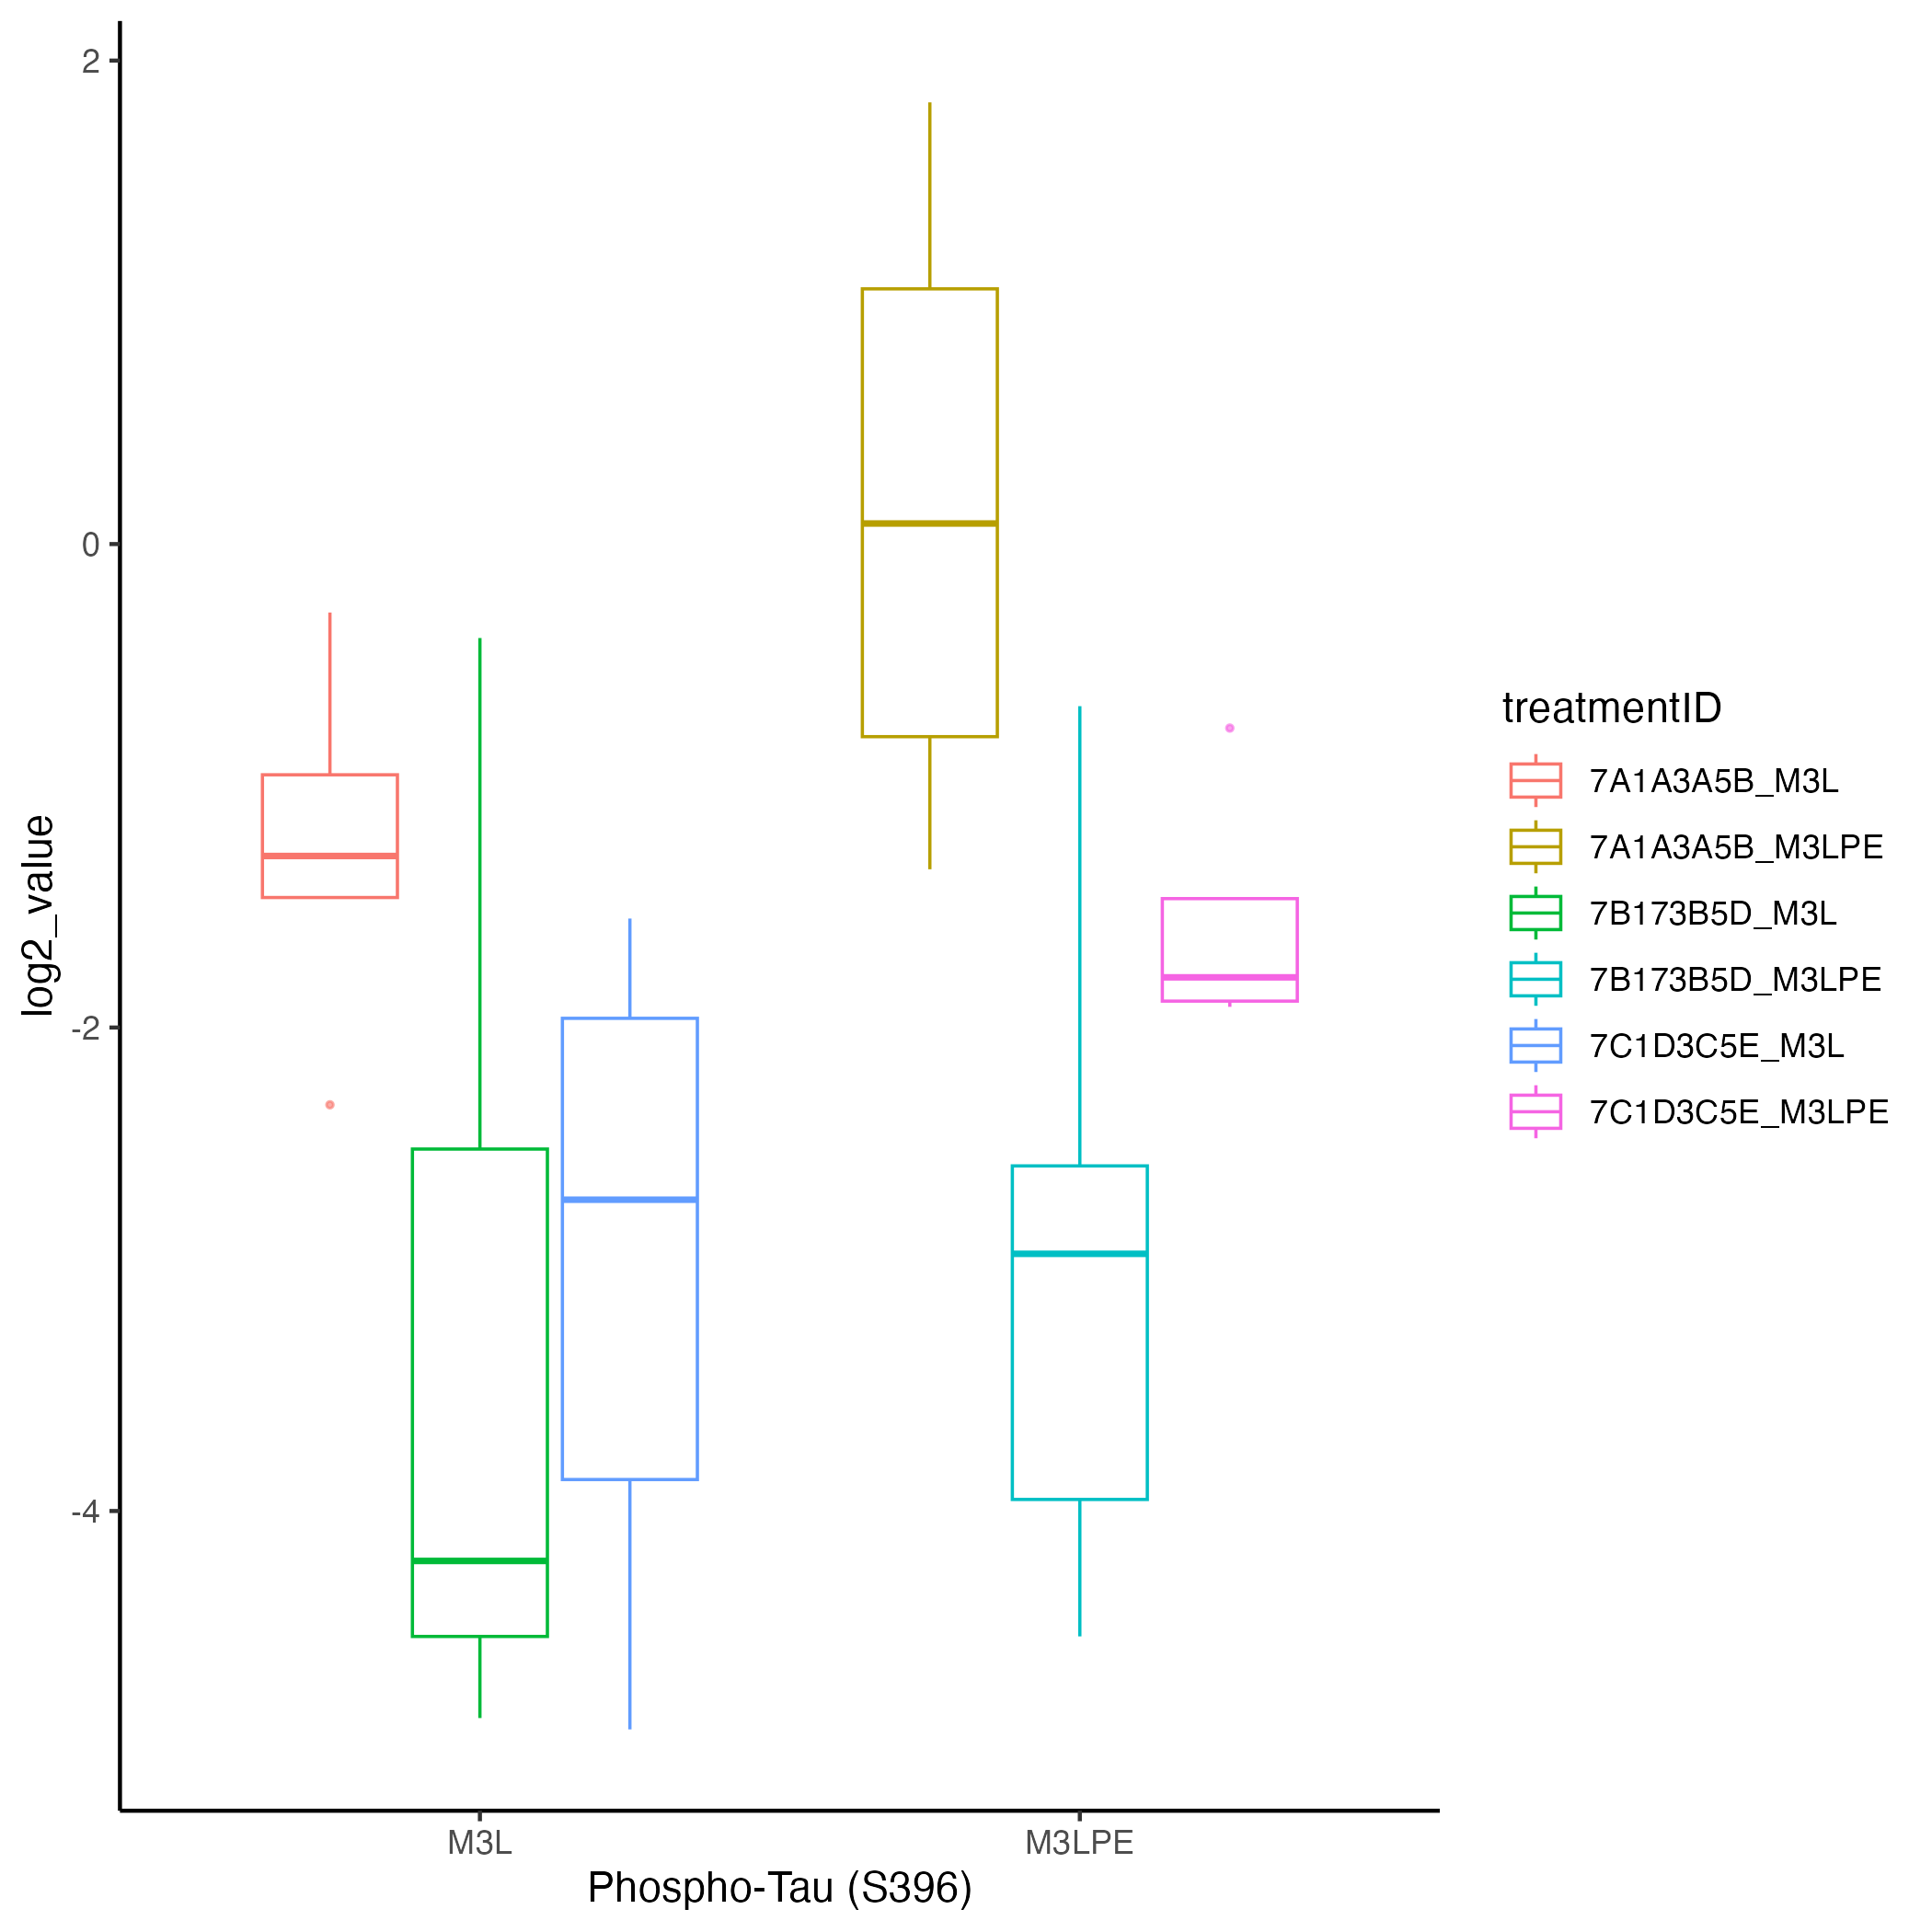 2
0
-2
-4
log2_value
M3L
M3LPE
Phospho-Tau (S396)
treatmentID
7A1A3A5B_M3L
7A1A3A5B_M3LPE
7B173B5D_M3L
7B173B5D_M3LPE
7C1D3C5E_M3L
7C1D3C5E_M3LPE